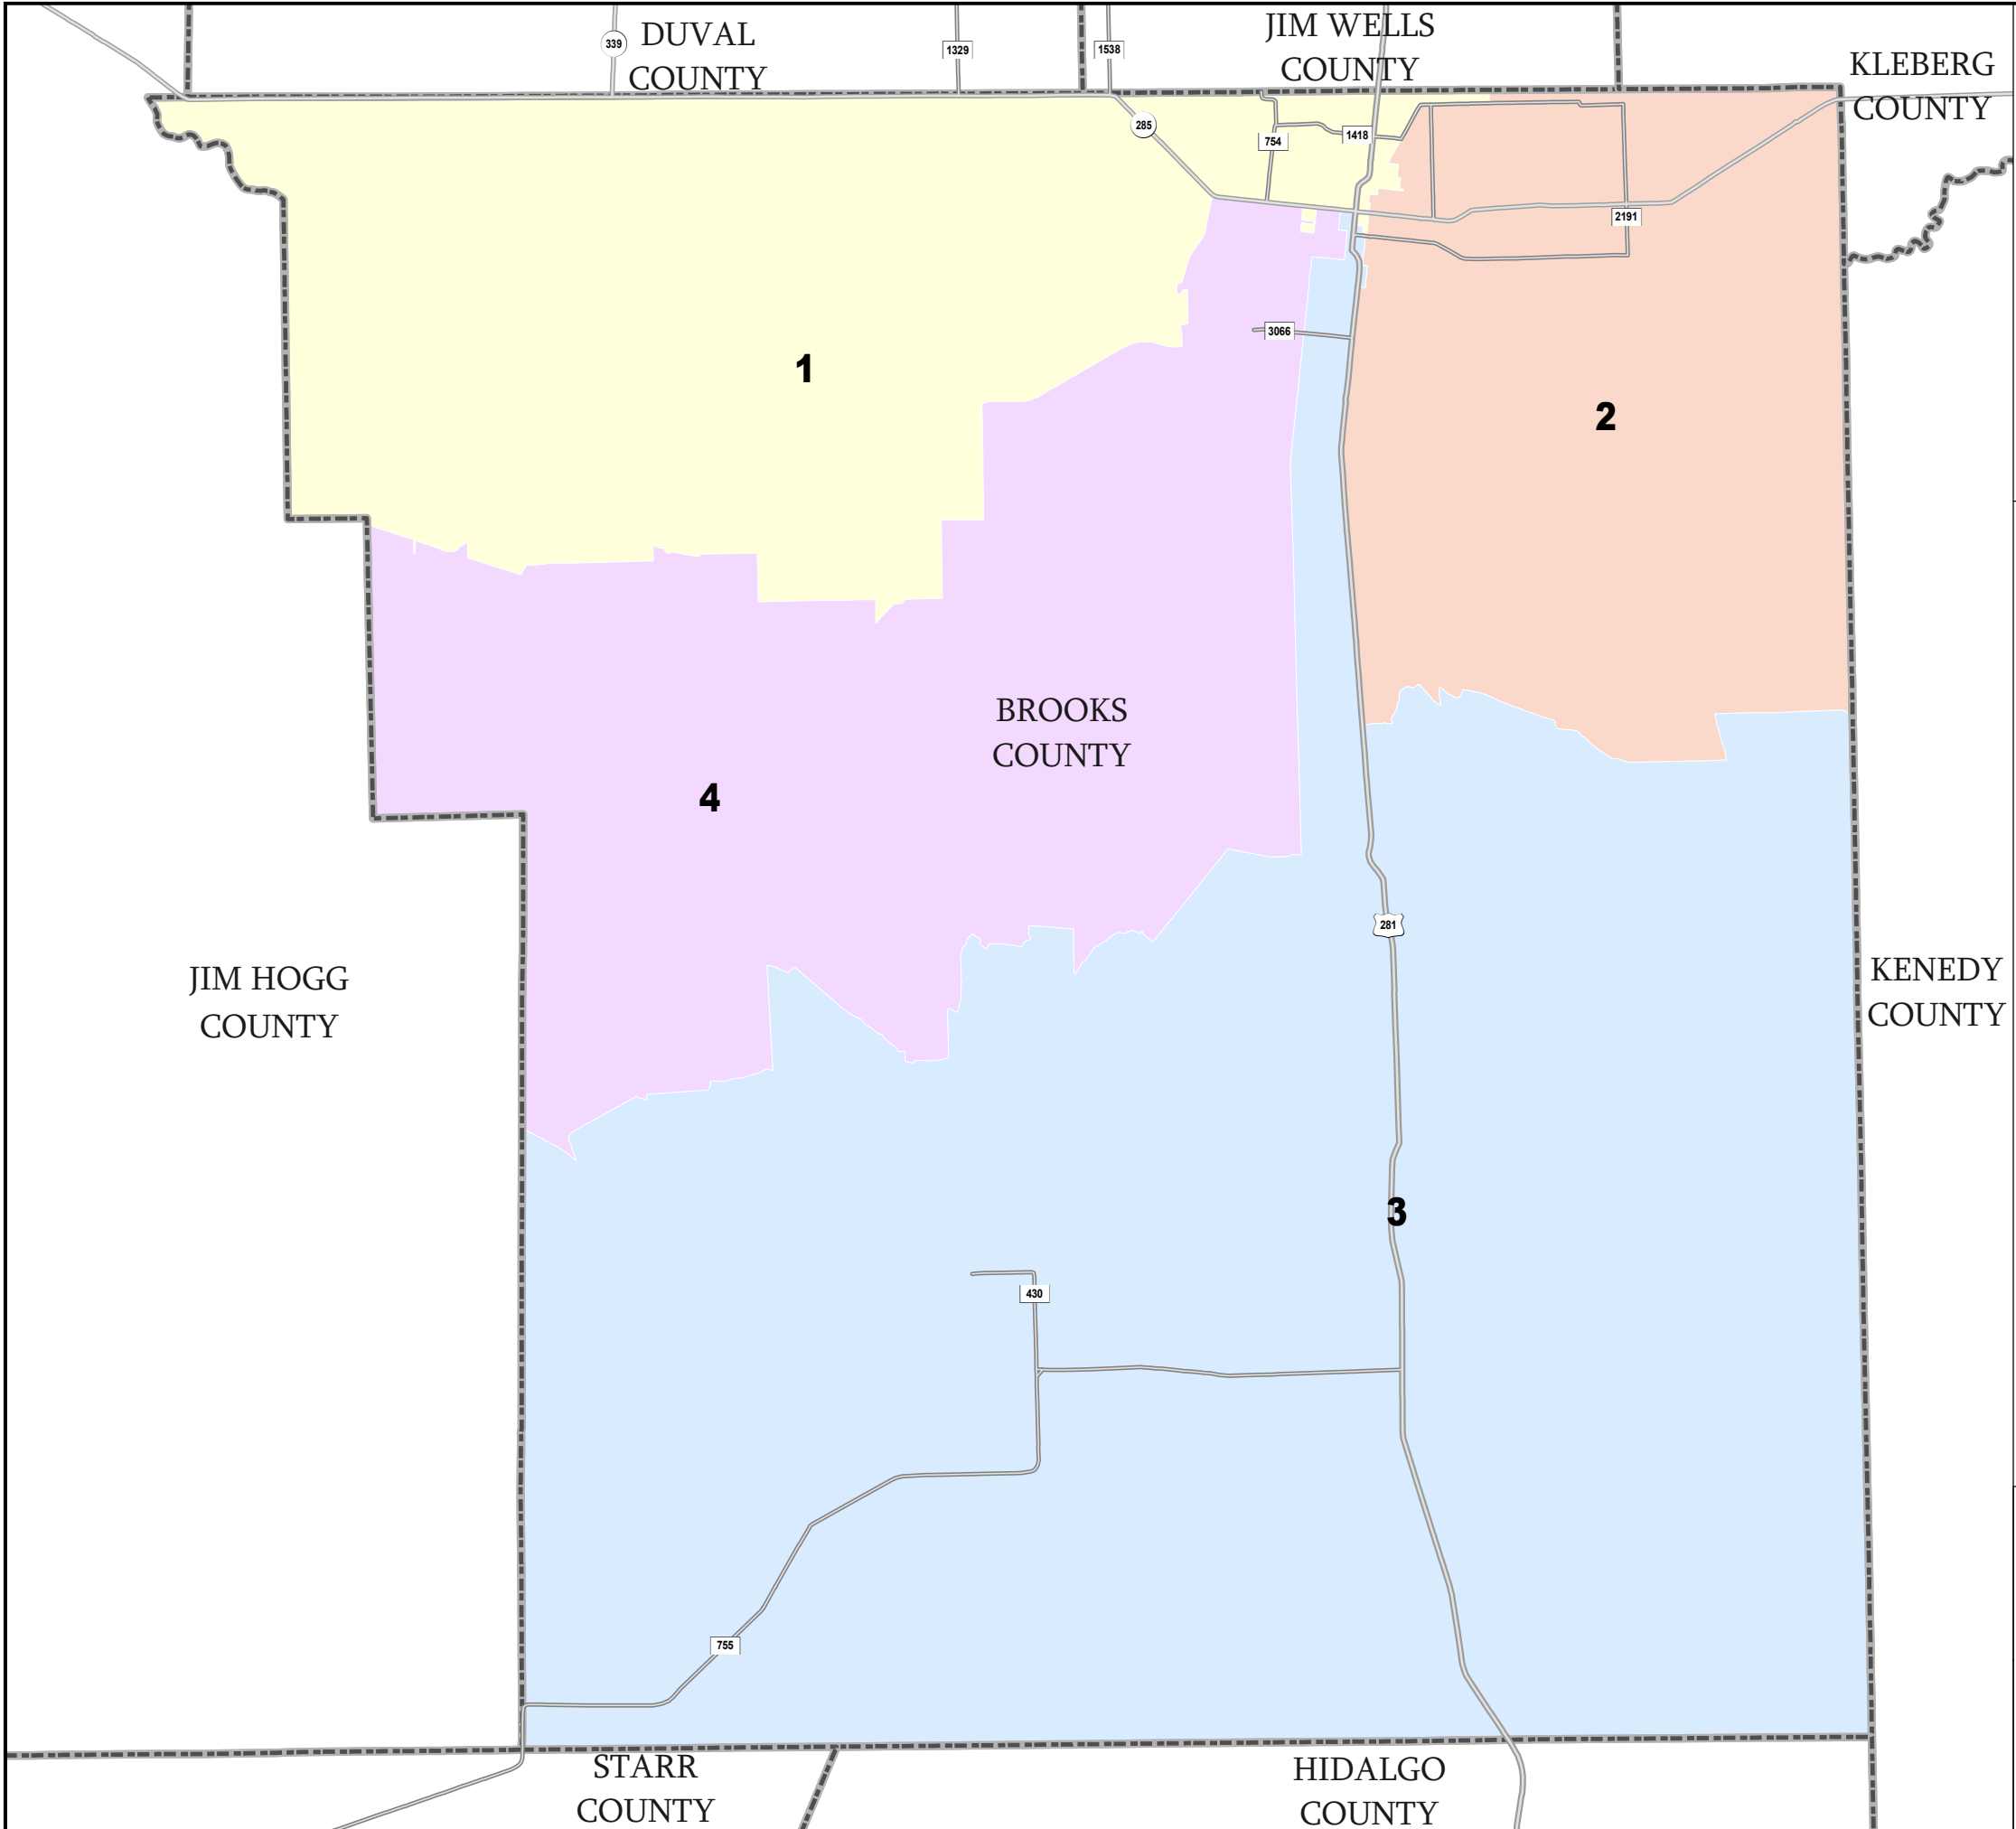 DUVAL
COUNTY
JIM WELLS
COUNTY
KLEBERG
COUNTY
339
1329
1538
285
754
1418
2191
3066
1
2
BROOKS
COUNTY
4
281
JIM HOGG
COUNTY
KENEDY
COUNTY
3
430
755
STARR
COUNTY
HIDALGO
COUNTY